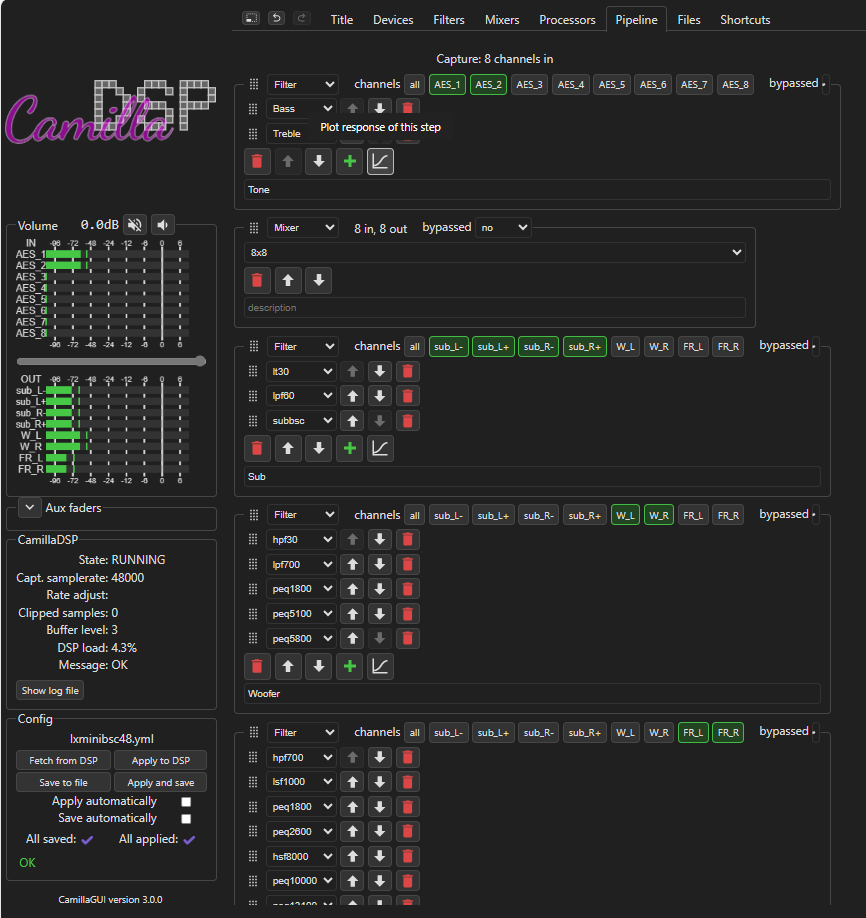 Title Devices Filters Mixers Processors Pipeline Files Shortcuts
Camilla DSP
Volume 0.0dB
IN -96 -72 -48 -24 -12 -6 0 6
AES_1
AES_2
AES_3
AES_4
AES_5
AES_6
AES_7
AES_8
-96 -72 -48 -24 -12 -6 0 6
OUT -96 -72 -48 -24 -12 -6 0 6
sub_L-
sub_L+
sub_R-
sub_R+
W_L
W_R
FR_L
FR_R
-96 -72 -48 -24 -12 -6 0 6
Aux faders
CamillaDSP
State: RUNNING
Capt. samplerate: 48000
Rate adjust:
Clipped samples: 0
Buffer level: 3
DSP load: 4.3%
Message: OK
Show log file
Config
lxminibsc48.yml
Fetch from DSP Apply to DSP
Save to file Apply and save
Apply automatically
Save automatically
All saved: All applied:
OK
CamillaGUI version 3.0.0
Capture: 8 channels in
Filter channels all AES_1 AES_2 AES_3 AES_4 AES_5 AES_6 AES_7 AES_8 bypassed
Bass
Treble
Plot response of this step
Tone
Mixer 8 in, 8 out bypassed no
8x8
description
Filter channels all sub_L- sub_L+ sub_R- sub_R+ W_L W_R FR_L FR_R bypassed
lt30
lpf60
subbsc
Sub
Filter channels all sub_L- sub_L+ sub_R- sub_R+ W_L W_R FR_L FR_R bypassed
hpf30
lpf700
peq1800
peq5100
peq5800
Woofer
Filter channels all sub_L- sub_L+ sub_R- sub_R+ W_L W_R FR_L FR_R bypassed
hpf700
lsf1000
peq1800
peq2600
hsf8000
peq10000